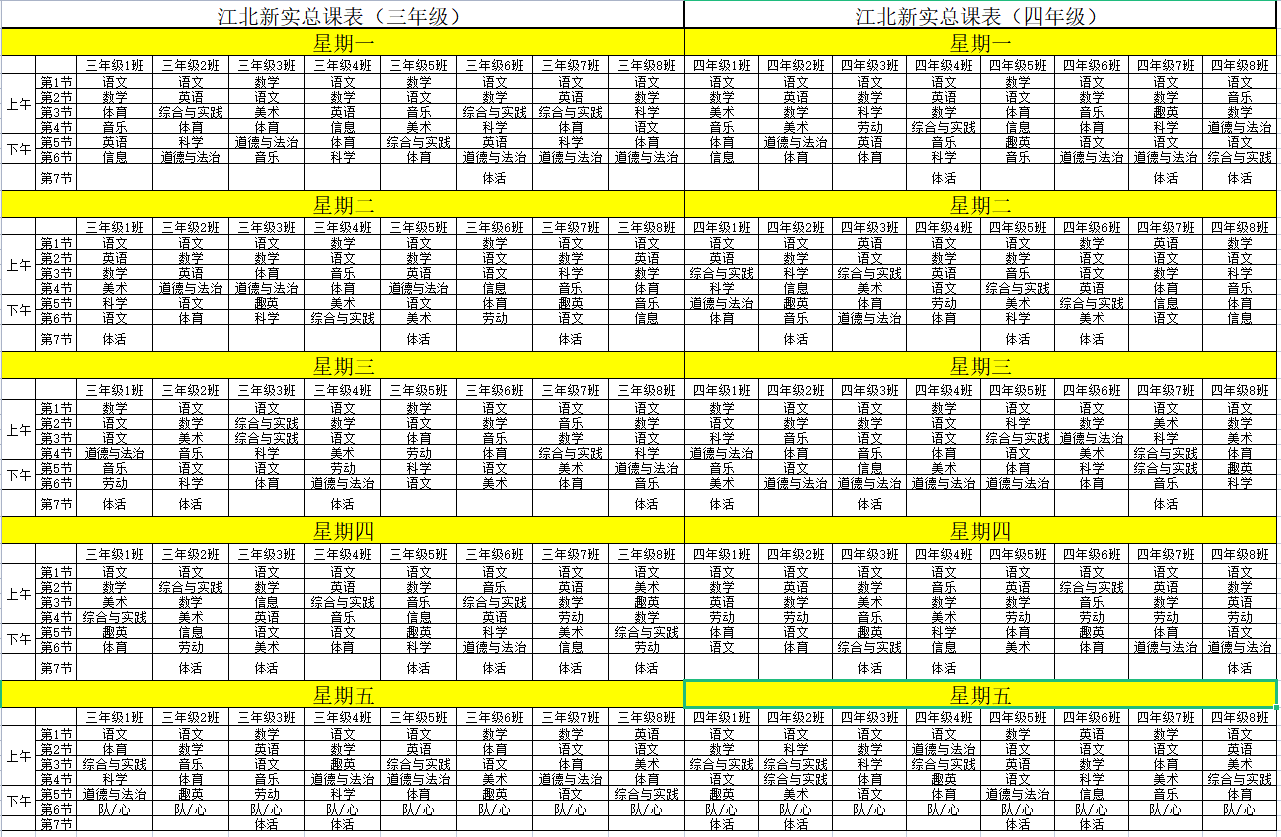 江北新实总课表（三年级） 江北新实总课表（四年级）
星期一 星期一
三年级1班 三年级2班 三年级3班 三年级4班 三年级5班 三年级6班 三年级7班 三年级8班 四年级1班 四年级2班 四年级3班 四年级4班 四年级5班 四年级6班 四年级7班 四年级8班
上午 第1节 语文 语文 数学 语文 数学 语文 语文 语文 语文 语文 语文 语文 数学 语文 语文 语文
第2节 数学 英语 语文 数学 语文 数学 英语 数学 数学 英语 数学 英语 语文 数学 数学 音乐
第3节 体育 综合与实践 美术 英语 音乐 综合与实践 综合与实践 科学 美术 数学 科学 数学 体育 音乐 趣英 数学
第4节 音乐 体育 体育 信息 美术 科学 体育 语文 音乐 美术 劳动 综合与实践 信息 体育 科学 道德与法治
下午 第5节 英语 科学 道德与法治 体育 综合与实践 英语 科学 体育 体育 道德与法治 英语 音乐 趣英 语文 语文 语文
第6节 信息 道德与法治 音乐 科学 体育 道德与法治 道德与法治 道德与法治 信息 体育 体育 科学 音乐 道德与法治 道德与法治 综合与实践
第7节 体活 体活 体活 体活
星期二 星期二
三年级1班 三年级2班 三年级3班 三年级4班 三年级5班 三年级6班 三年级7班 三年级8班 四年级1班 四年级2班 四年级3班 四年级4班 四年级5班 四年级6班 四年级7班 四年级8班
上午 第1节 语文 语文 语文 数学 语文 数学 语文 语文 语文 语文 英语 语文 语文 数学 英语 数学
第2节 英语 数学 数学 语文 数学 语文 数学 英语 英语 数学 语文 数学 数学 语文 语文 语文
第3节 数学 英语 体育 音乐 英语 语文 科学 数学 综合与实践 科学 综合与实践 英语 音乐 语文 数学 科学
第4节 美术 道德与法治 道德与法治 体育 道德与法治 信息 音乐 体育 科学 信息 美术 语文 综合与实践 英语 体育 音乐
下午 第5节 科学 语文 趣英 美术 语文 体育 趣英 音乐 道德与法治 趣英 体育 劳动 美术 综合与实践 信息 体育
第6节 语文 体育 科学 综合与实践 美术 劳动 语文 信息 体育 音乐 道德与法治 体育 科学 美术 语文 信息
第7节 体活 体活 体活 体活 体活 体活
星期三 星期三
三年级1班 三年级2班 三年级3班 三年级4班 三年级5班 三年级6班 三年级7班 三年级8班 四年级1班 四年级2班 四年级3班 四年级4班 四年级5班 四年级6班 四年级7班 四年级8班
上午 第1节 数学 语文 语文 语文 数学 语文 语文 语文 数学 语文 语文 数学 语文 语文 语文 语文
第2节 语文 数学 综合与实践 数学 语文 数学 音乐 数学 语文 数学 数学 语文 科学 数学 美术 数学
第3节 语文 美术 综合与实践 语文 体育 音乐 数学 语文 科学 音乐 语文 语文 综合与实践 道德与法治 科学 美术
第4节 道德与法治 音乐 科学 美术 劳动 体育 综合与实践 科学 道德与法治 体育 音乐 体育 语文 美术 综合与实践 体育
下午 第5节 音乐 语文 语文 劳动 科学 语文 美术 道德与法治 音乐 语文 信息 美术 体育 科学 综合与实践 趣英
第6节 劳动 科学 体育 道德与法治 语文 美术 体育 音乐 美术 道德与法治 道德与法治 道德与法治 道德与法治 体育 音乐 科学
第7节 体活 体活 体活 体活 体活 体活 体活
星期四 星期四
三年级1班 三年级2班 三年级3班 三年级4班 三年级5班 三年级6班 三年级7班 三年级8班 四年级1班 四年级2班 四年级3班 四年级4班 四年级5班 四年级6班 四年级7班 四年级8班
上午 第1节 语文 语文 语文 语文 语文 语文 语文 语文 语文 语文 语文 语文 语文 语文 语文 语文
第2节 数学 综合与实践 数学 英语 数学 数学 英语 美术 数学 英语 数学 音乐 英语 综合与实践 英语 数学
第3节 美术 数学 信息 综合与实践 音乐 综合与实践 数学 趣英 英语 数学 美术 数学 数学 音乐 数学 英语
第4节 综合与实践 美术 英语 音乐 信息 英语 劳动 数学 劳动 劳动 音乐 美术 劳动 劳动 劳动 劳动
下午 第5节 趣英 信息 语文 语文 趣英 科学 美术 综合与实践 体育 语文 趣英 科学 体育 趣英 体育 语文
第6节 体育 劳动 美术 体育 科学 道德与法治 信息 劳动 语文 体育 综合与实践 信息 美术 体育 道德与法治 道德与法治
第7节 体活 体活 体活 体活 体活 体活 体活 体活 体活
星期五 星期五
三年级1班 三年级2班 三年级3班 三年级4班 三年级5班 三年级6班 三年级7班 三年级8班 四年级1班 四年级2班 四年级3班 四年级4班 四年级5班 四年级6班 四年级7班 四年级8班
上午 第1节 语文 语文 数学 语文 语文 数学 数学 英语 语文 语文 语文 语文 数学 英语 数学 语文
第2节 体育 数学 英语 数学 英语 体育 语文 语文 数学 科学 数学 道德与法治 语文 语文 语文 英语
第3节 综合与实践 音乐 语文 趣英 综合与实践 语文 体育 美术 综合与实践 综合与实践 科学 综合与实践 英语 数学 体育 美术
第4节 科学 体育 音乐 道德与法治 道德与法治 美术 道德与法治 体育 语文 综合与实践 体育 趣英 语文 科学 美术 综合与实践
下午 第5节 道德与法治 趣英 劳动 科学 体育 趣英 语文 综合与实践 趣英 美术 语文 体育 道德与法治 信息 音乐 体育
第6节 队/心 队/心 队/心 队/心 队/心 队/心 队/心 队/心 队/心 队/心 队/心 队/心 队/心 队/心 队/心 队/心
第7节 体活 体活 体活 体活 体活 体活